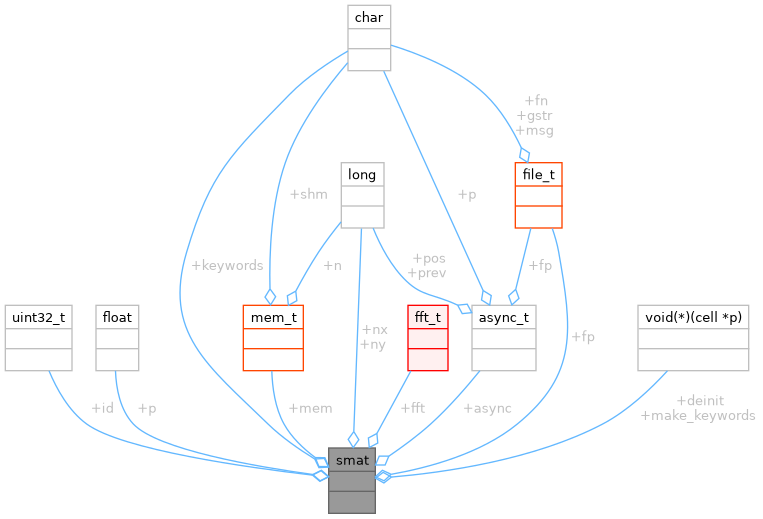 char
+fn
+gstr
+msg
long
file_t
+shm
+p
+keywords
+n
+pos
+prev
+fp
uint32_t
float
mem_t
fft_t
async_t
void(*)(cell *p)
+nx
+ny
+fp
+id
+p
+mem
+fft
+async
+deinit
+make_keywords
smat